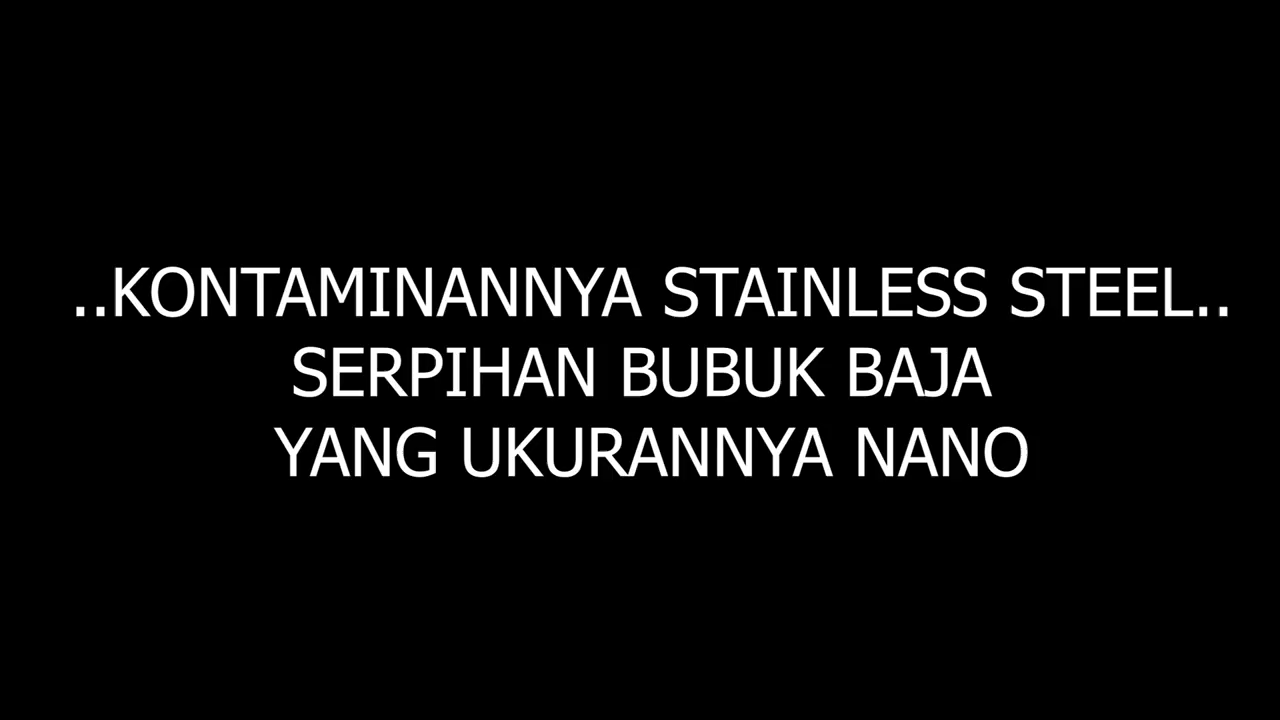 ..KONTAMINANNYA STAINLESS STEEL..
SERPIHAN BUBUK BAJA
YANG UKURANNYA NANO